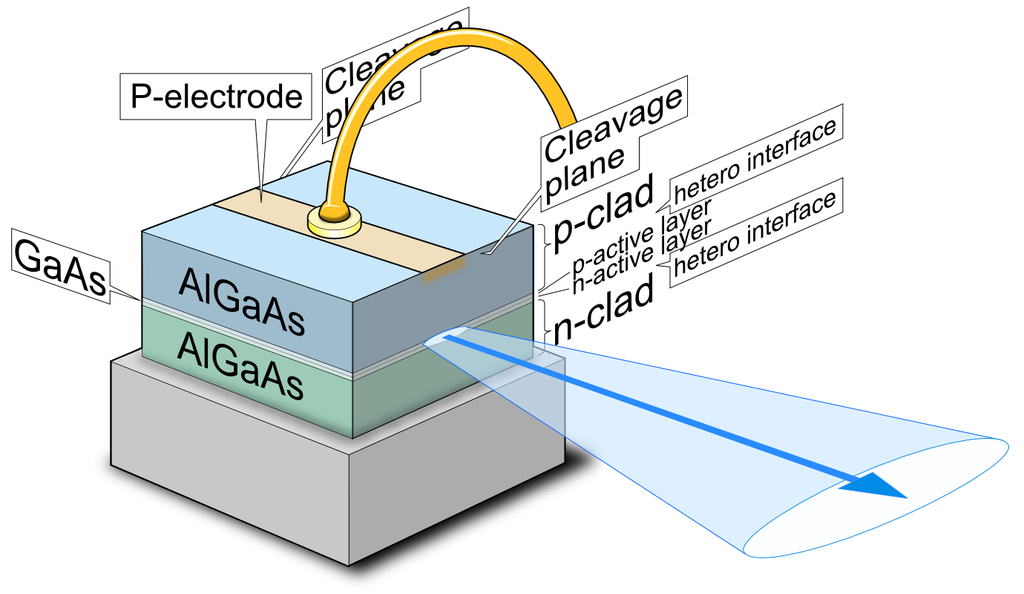 P-electrode
Cleavage
plane
Cleavage
plane
hetero interface
p-clad
p-active layer
n-active layer
hetero interface
n-clad
GaAs
AlGaAs
AlGaAs